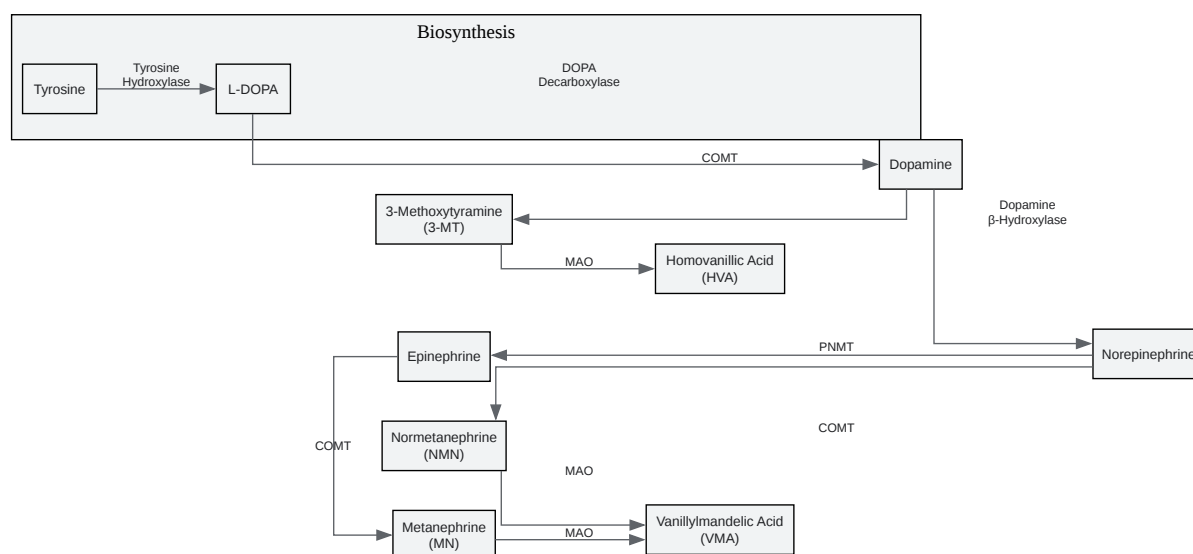 Biosynthesis
Tyrosine
Hydroxylase
DOPA
Decarboxylase
Tyrosine
L-DOPA
COMT
Dopamine
3-Methoxytyramine
(3-MT)
Dopamine
β-Hydroxylase
MAO
Homovanillic Acid
(HVA)
Epinephrine
PNMT
Norepinephrine
COMT
Normetanephrine
(NMN)
COMT
MAO
Metanephrine
(MN)
MAO
Vanillylmandelic Acid
(VMA)